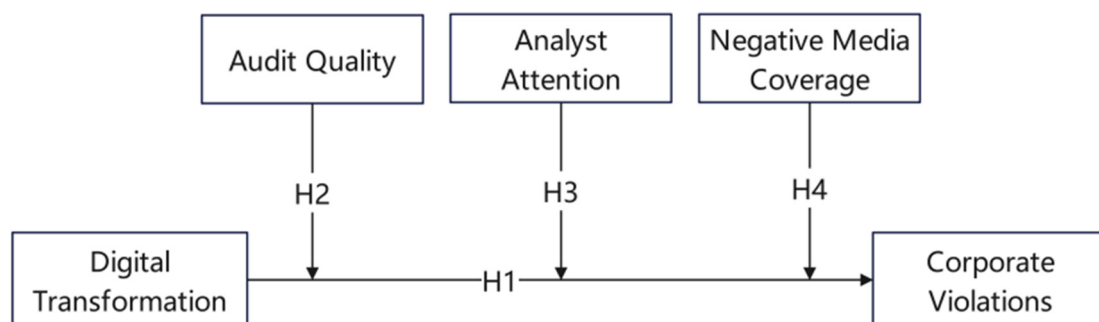 Audit Quality
Analyst
Attention
Negative Media
Coverage
H2
H3
H4
Digital
Transformation
H1
Corporate
Violations